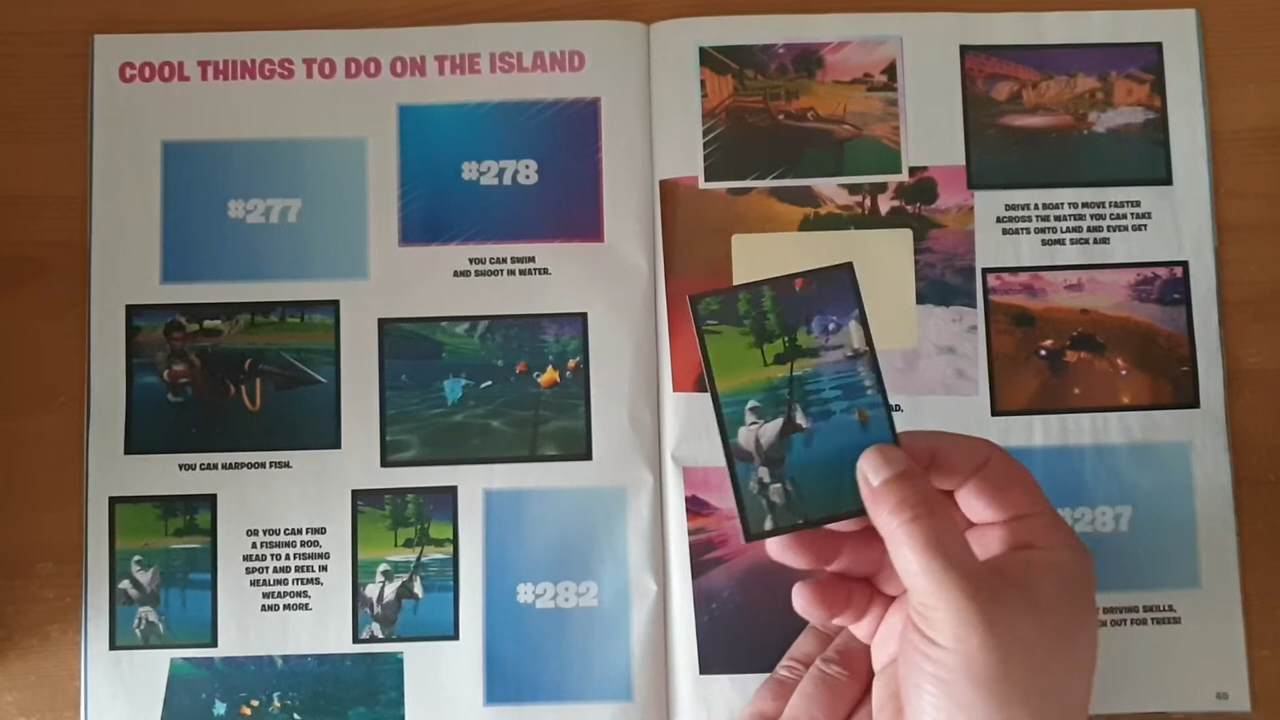 COOL THINGS TO DO ON THE ISLAND
#277
#278
YOU CAN SWIM
AND SHOOT IN WATER.
YOU CAN HARPOON FISH.
OR YOU CAN FIND
A FISHING ROD,
HEAD TO A FISHING
SPOT AND REEL IN
HEALING ITEMS,
WEAPONS,
AND MORE.
#282
DRIVE A BOAT TO MOVE FASTER
ACROSS THE WATER! YOU CAN TAKE
BOATS ONTO LAND AND EVEN GET
SOME SICK AIR!
#287
DRIVING SKILLS,
OUT FOR TREES!